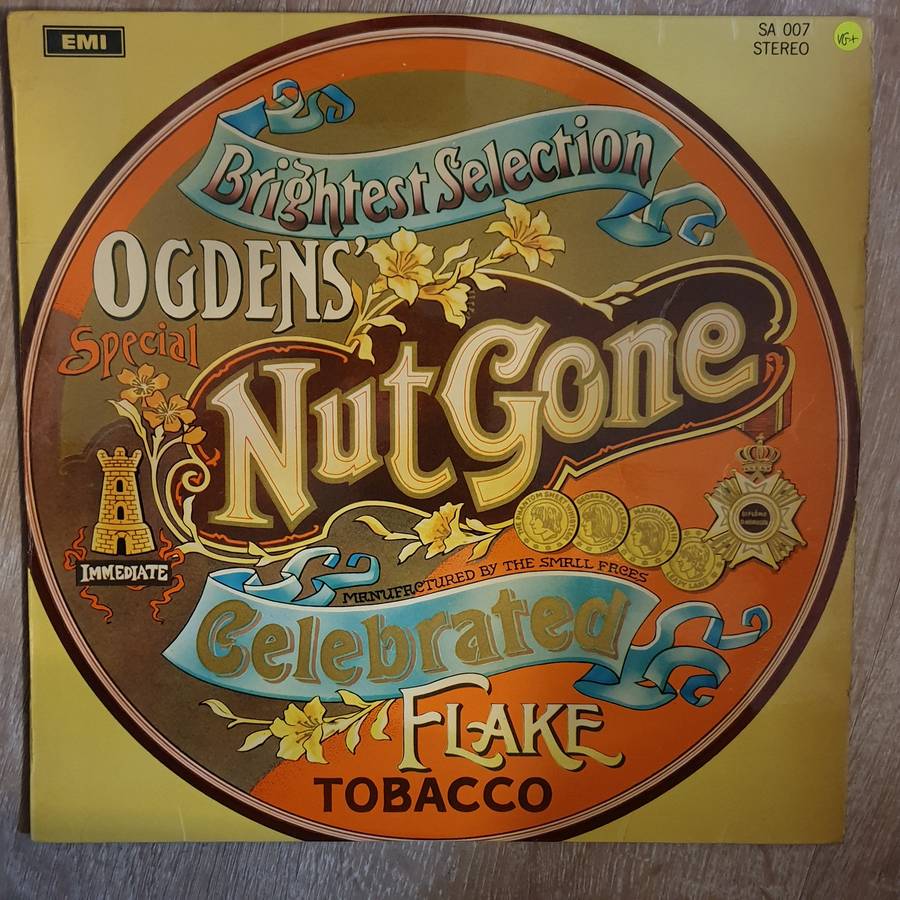 EMI
SA 007
STEREO
VG+
Brightest Selection
OGDENS'
Special
Nut Gone
IMMEDIATE
MANUFACTURED BY THE SMALL FACES
Celebrated
FLAKE
TOBACCO